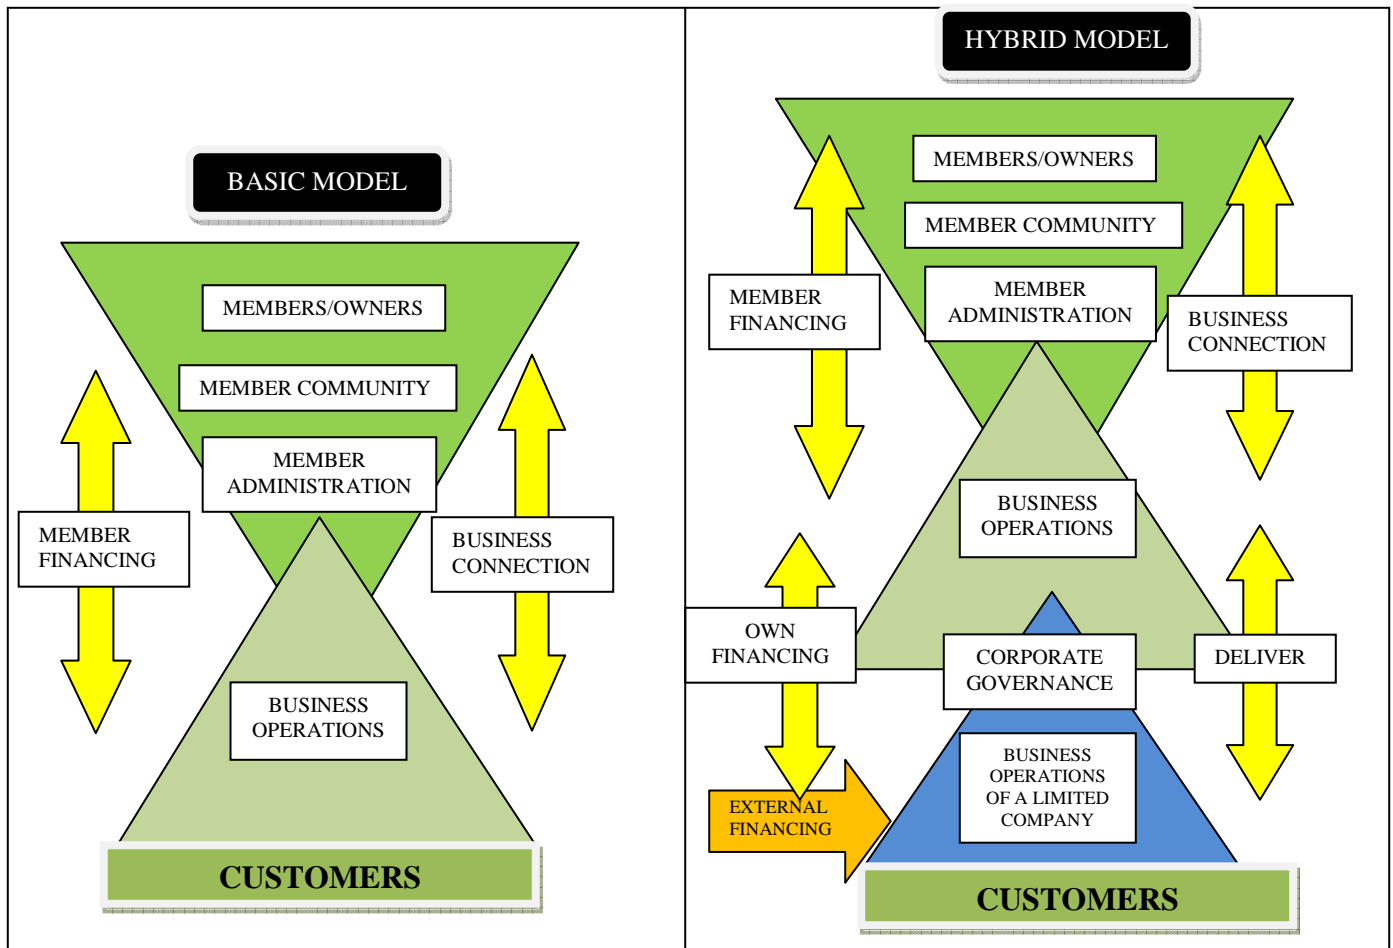 BASIC MODEL
MEMBERS/OWNERS
MEMBER COMMUNITY
MEMBER
ADMINISTRATION
MEMBER
FINANCING
BUSINESS
CONNECTION
BUSINESS
OPERATIONS
CUSTOMERS
HYBRID MODEL
MEMBERS/OWNERS
MEMBER COMMUNITY
MEMBER
ADMINISTRATION
MEMBER
FINANCING
BUSINESS
CONNECTION
BUSINESS
OPERATIONS
OWN
FINANCING
CORPORATE
GOVERNANCE
DELIVER
EXTERNAL
FINANCING
BUSINESS
OPERATIONS
OF A LIMITED
COMPANY
CUSTOMERS